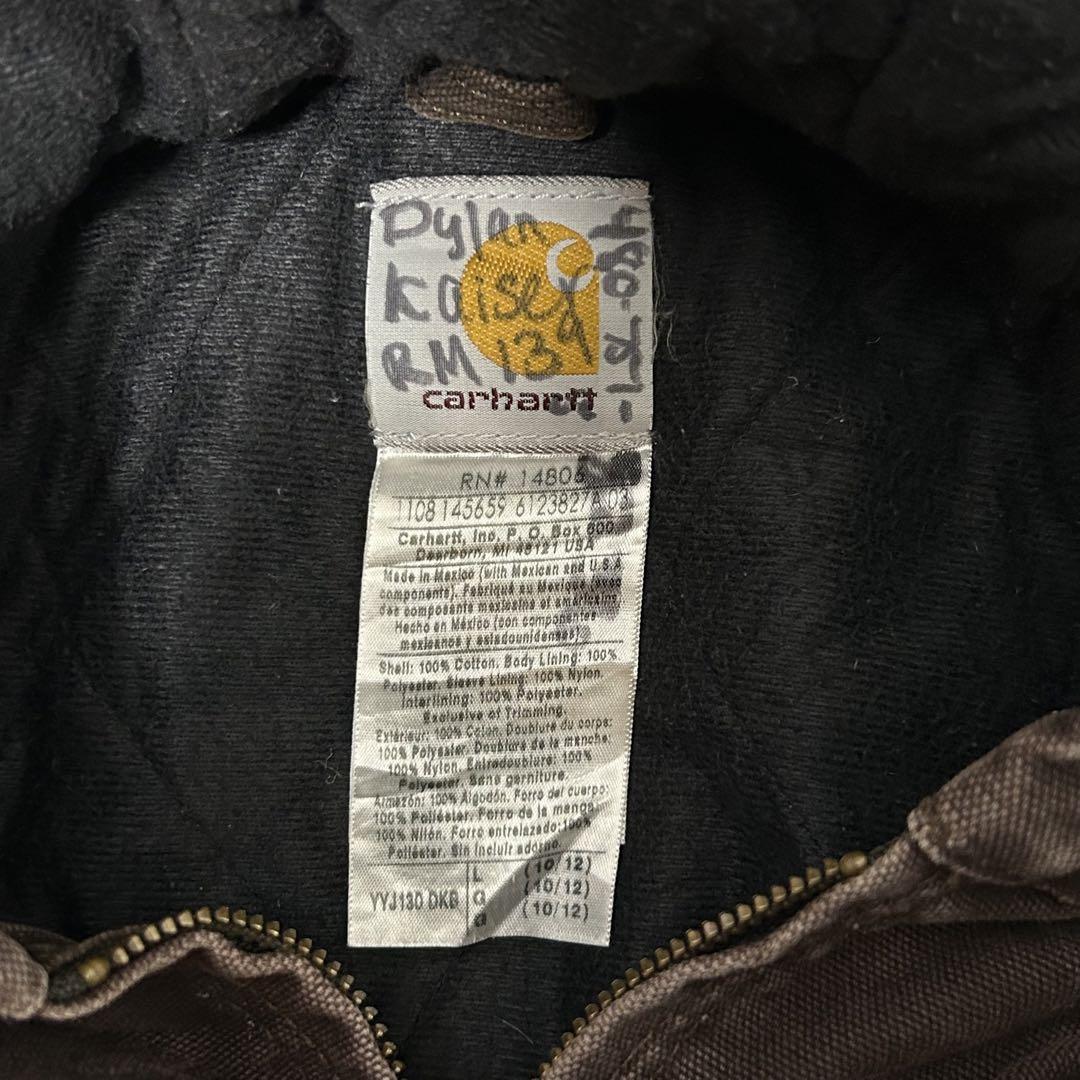 Dylan
RM 139
carhartt
RN# 14806
1108 145659 6123827
Carhartt, Inc. P. O. Box 600
Dearborn, MI 48121 USA
Made in Mexico (with Mexican and U.S.A
components). Fabriqué au Mexique (avec
des composants mexicains et américains
Hecho en México (con componentes
mexicanos y estadounidenses)
Shell: 100% Cotton. Body Lining: 100%
Polyester. Sleeve Lining: 100% Nylon.
Interlining: 100% Polyester.
Exclusive of Trimming.
Extérieur: 100% Coton. Doublure du corps:
100% Polyester. Doublure de la manche:
100% Nylon. Entredoublure: 100%
Polyester. Sans garniture.
Armazón: 100% Algodón. Forro del cuerpo:
100% Poliéster. Forro de la manga:
100% Nilón. Forro entrelazado: 100%
Poliéster. Sin incluir adorno.
L (10/12)
YYJ130 DKB G (10/12)
G (10/12)